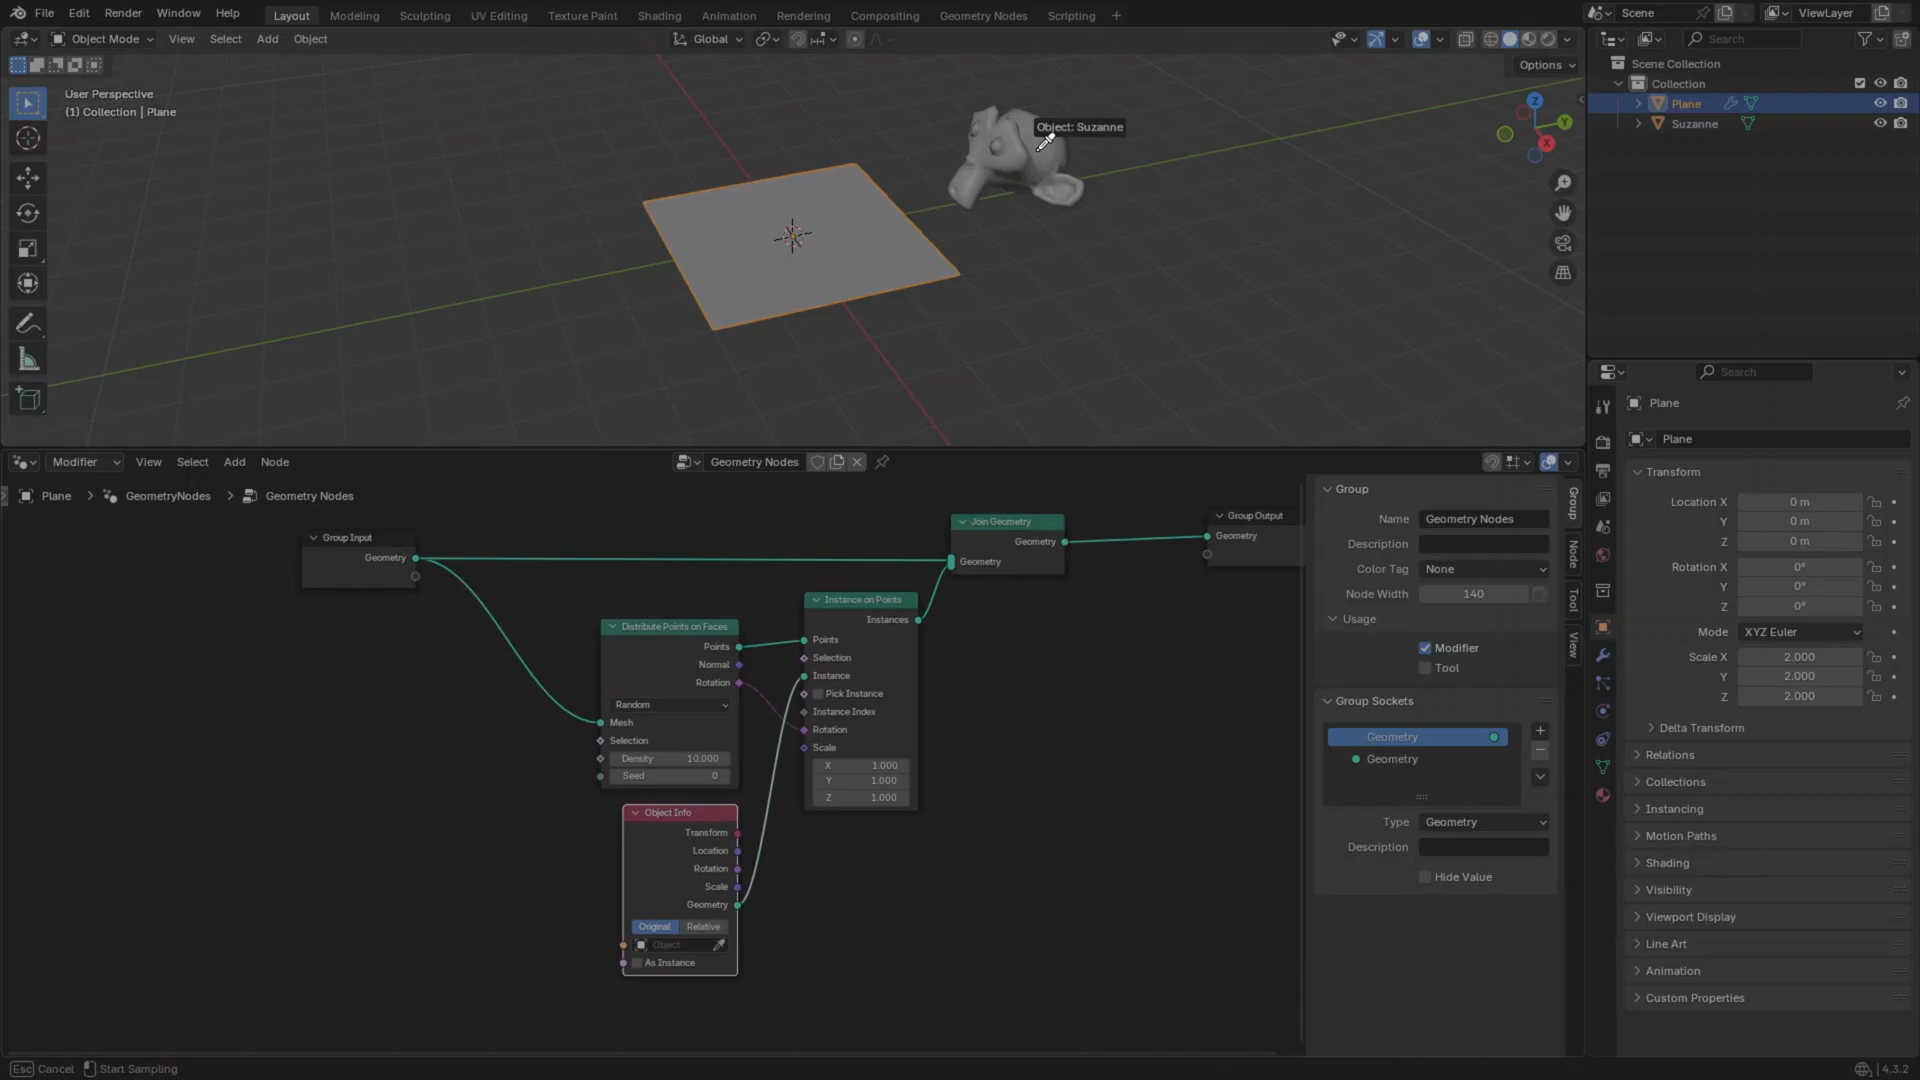 File Edit Render Window Help Layout Modeling Sculpting UV Editing Texture Paint Shading Animation Rendering Compositing Geometry Nodes Scripting + Scene ViewLayer
Object Mode View Select Add Object Global Search
Options
User Perspective
(1) Collection | Plane
Scene Collection
Collection
Plane
Suzanne
Object: Suzanne
Z
Y
X
Search
Plane
Plane
Transform
Location X 0 m
Y 0 m
Z 0 m
Rotation X 0°
Y 0°
Z 0°
Mode XYZ Euler
Scale X 2.000
Y 2.000
Z 2.000
Delta Transform
Relations
Collections
Instancing
Motion Paths
Shading
Visibility
Viewport Display
Line Art
Animation
Custom Properties
Modifier View Select Add Node Geometry Nodes
Plane > GeometryNodes > Geometry Nodes
Group Input
Geometry
Distribute Points on Faces
Points
Normal
Rotation
Random
Mesh
Selection
Density 10.000
Seed 0
Object Info
Transform
Location
Rotation
Scale
Geometry
Original Relative
Object
As Instance
Instance on Points
Instances
Points
Selection
Instance
Pick Instance
Instance Index
Rotation
Scale
X 1.000
Y 1.000
Z 1.000
Join Geometry
Geometry
Geometry
Group Output
Geometry
Group
Name Geometry Nodes
Description
Color Tag None
Node Width 140
Usage
Modifier
Tool
Group Sockets
Geometry
Geometry
Type Geometry
Description
Hide Value
Group
Node
Tool
View
Esc Cancel Start Sampling 4.3.2